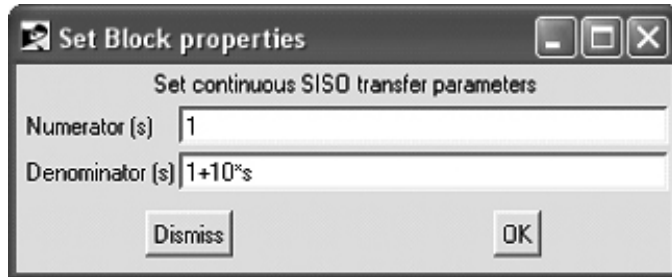 Set Block properties
Set continuous SISO transfer parameters
Numerator (s) 1
Denominator (s) 1+10*s
Dismiss OK